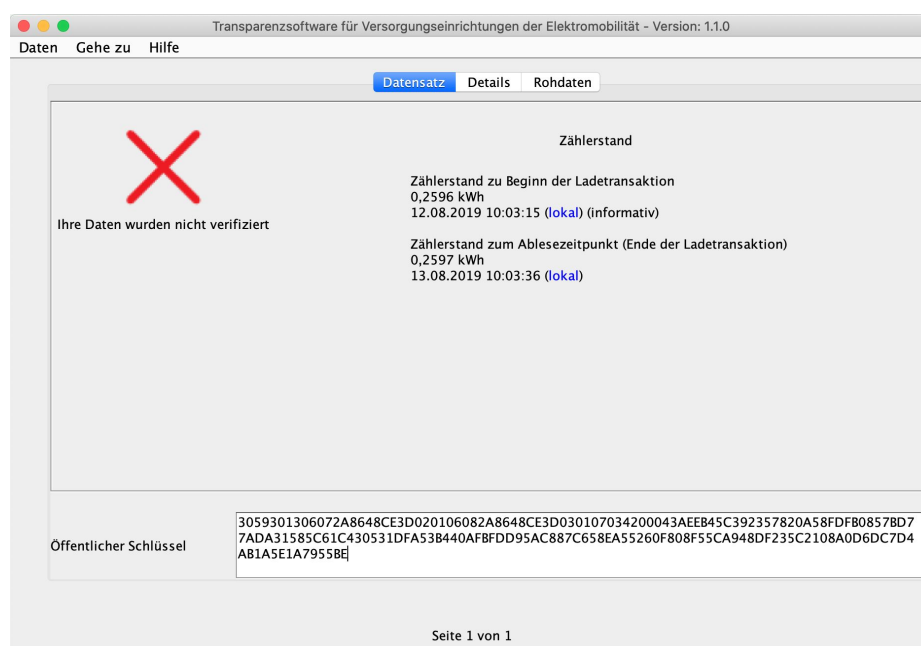 Transparenzsoftware für Versorgungseinrichtungen der Elektromobilität - Version: 1.1.0
Daten Gehe zu Hilfe
Datensatz Details Rohdaten
Zählerstand
Zählerstand zu Beginn der Ladetransaktion
0,2596 kWh
12.08.2019 10:03:15 (lokal) (informativ)
Ihre Daten wurden nicht verifiziert
Zählerstand zum Ablesezeitpunkt (Ende der Ladetransaktion)
0,2597 kWh
13.08.2019 10:03:36 (lokal)
Öffentlicher Schlüssel
3059301306072A8648CE3D020106082A8648CE3D030107034200043AEEB45C392357820A58FDFB0857BD7
7ADA31585C61C430531DFA53B440AFBFDD95AC887C658EA55260F808F55CA948DF235C2108A0D6DC7D4
AB1A5E1A7955BE
Seite 1 von 1